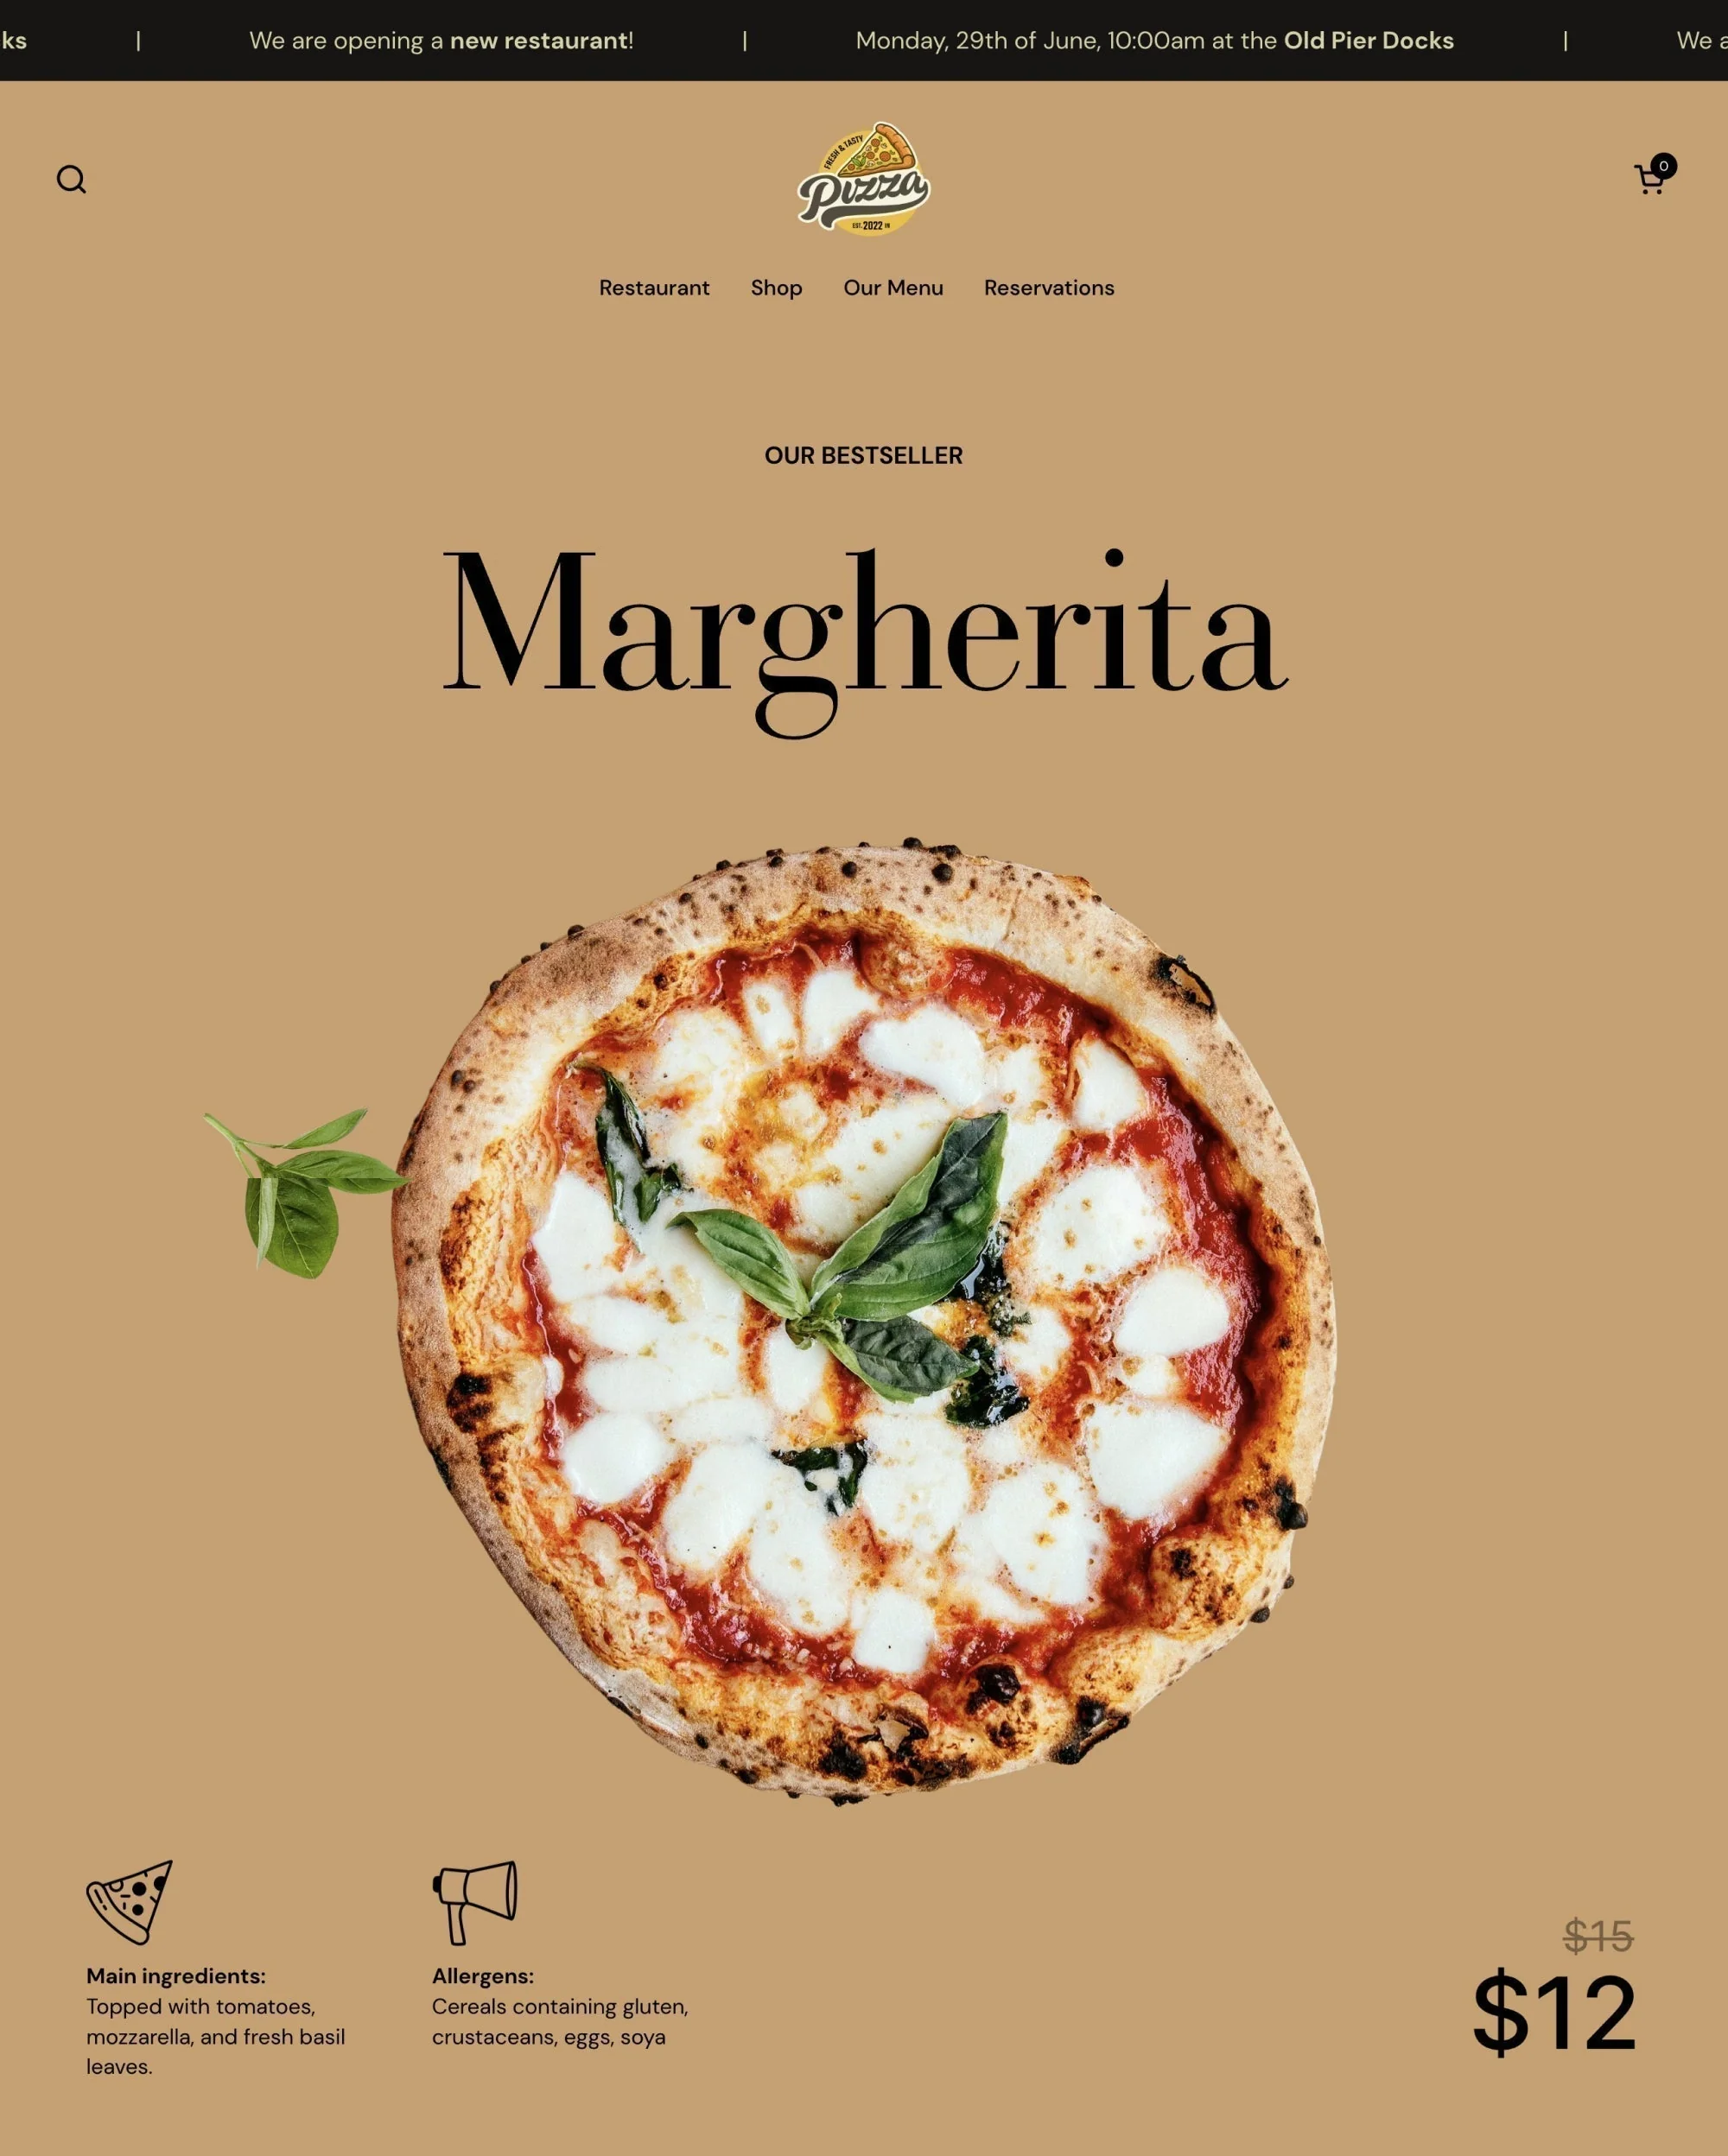 ks | We are opening a new restaurant! | Monday, 29th of June, 10:00am at the Old Pier Docks | We a
FRESH & TASTY
Pizza
EST. 2022
0
Restaurant Shop Our Menu Reservations
OUR BESTSELLER
Margherita
Main ingredients:
Topped with tomatoes,
mozzarella, and fresh basil
leaves.
Allergens:
Cereals containing gluten,
crustaceans, eggs, soya
$15
$12